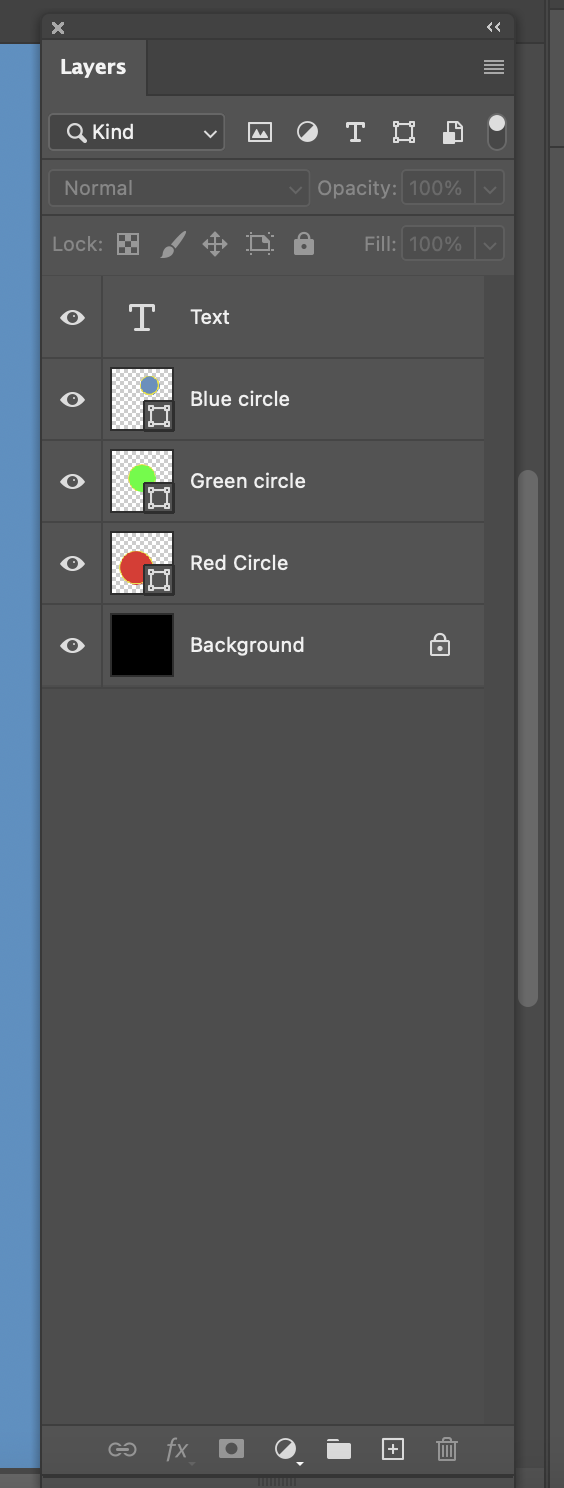 Layers
Kind
Normal Opacity: 100%
Lock: Fill: 100%
T Text
Blue circle
Green circle
Red Circle
Background
fx